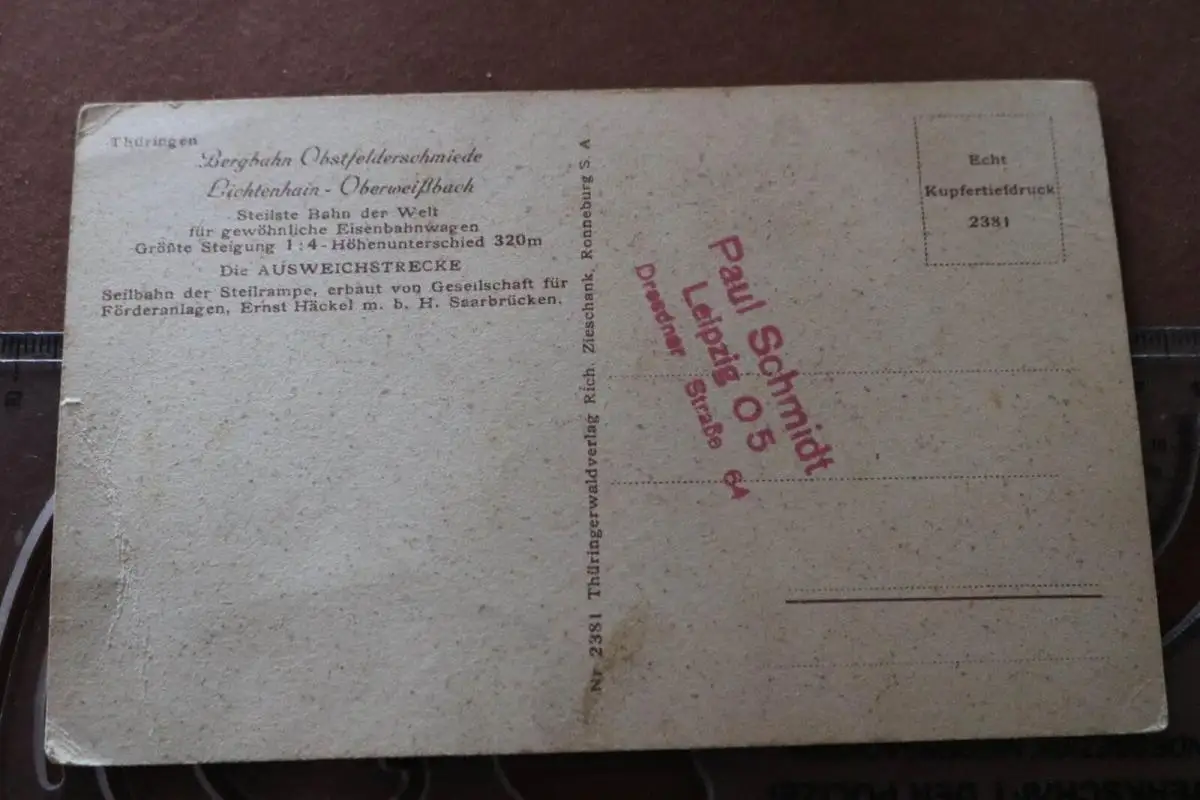 Thüringen
Bergbahn Obstfelderschmiede
Lichtenhain - Oberweißbach
Steilste Bahn der Welt
für gewöhnliche Eisenbahnwagen
Größte Steigung 1:4 - Höhenunterschied 320m
Die AUSWEICHSTRECKE
Seilbahn der Steilrampe, erbaut von Gesellschaft für
Förderanlagen, Ernst Häckel m. b. H. Saarbrücken.
Nr 2381 Thüringerwaldverlag Rich. Zieschank, Ronneburg S. A
Echt
Kupfertiefdruck
2381
Paul Schmidt
Leipzig O 5
Dresdner Straße 64